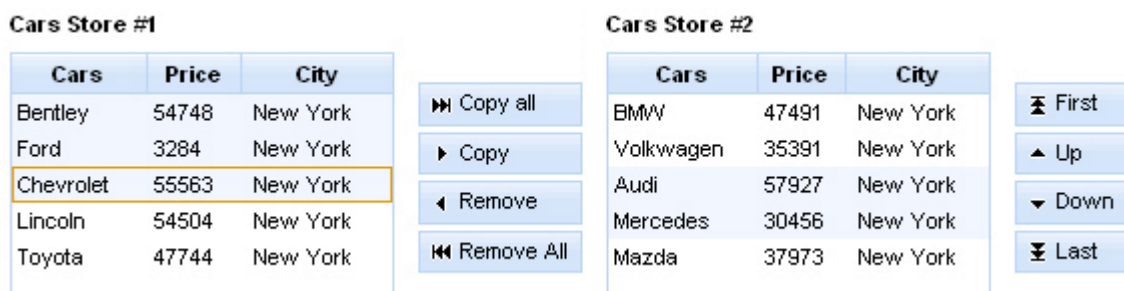 Cars Store #1
Cars Price City
Bentley 54748 New York
Ford 3284 New York
Chevrolet 55563 New York
Lincoln 54504 New York
Toyota 47744 New York
Copy all
Copy
Remove
Remove All
Cars Store #2
Cars Price City
BMW 47491 New York
Volkwagen 35391 New York
Audi 57927 New York
Mercedes 30456 New York
Mazda 37973 New York
First
Up
Down
Last